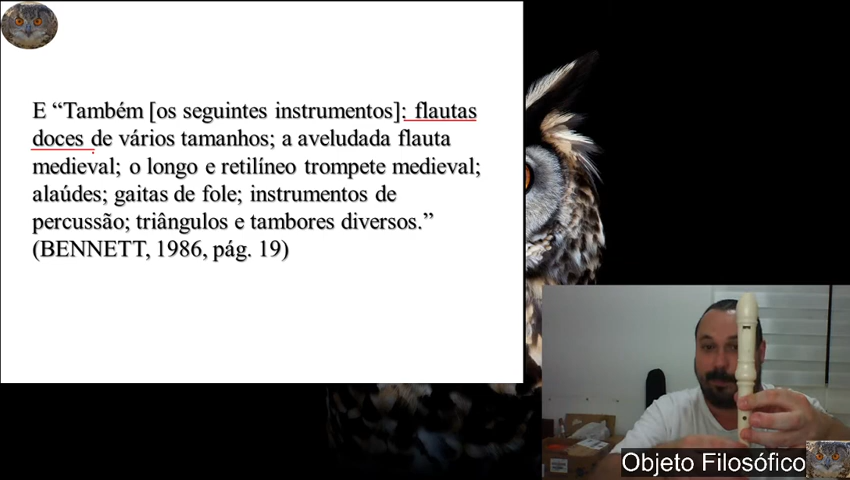 E “Também [os seguintes instrumentos]: flautas
doces de vários tamanhos; a aveludada flauta
medieval; o longo e retilíneo trompete medieval;
alaúdes; gaitas de fole; instrumentos de
percussão; triângulos e tambores diversos.”
(BENNETT, 1986, pág. 19)
Objeto Filosófico